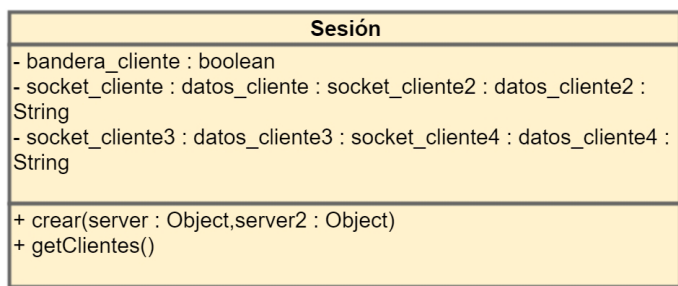 Sesión
- bandera_cliente : boolean
- socket_cliente : datos_cliente : socket_cliente2 : datos_cliente2 :
String
- socket_cliente3 : datos_cliente3 : socket_cliente4 : datos_cliente4 :
String
+ crear(server : Object,server2 : Object)
+ getClientes()